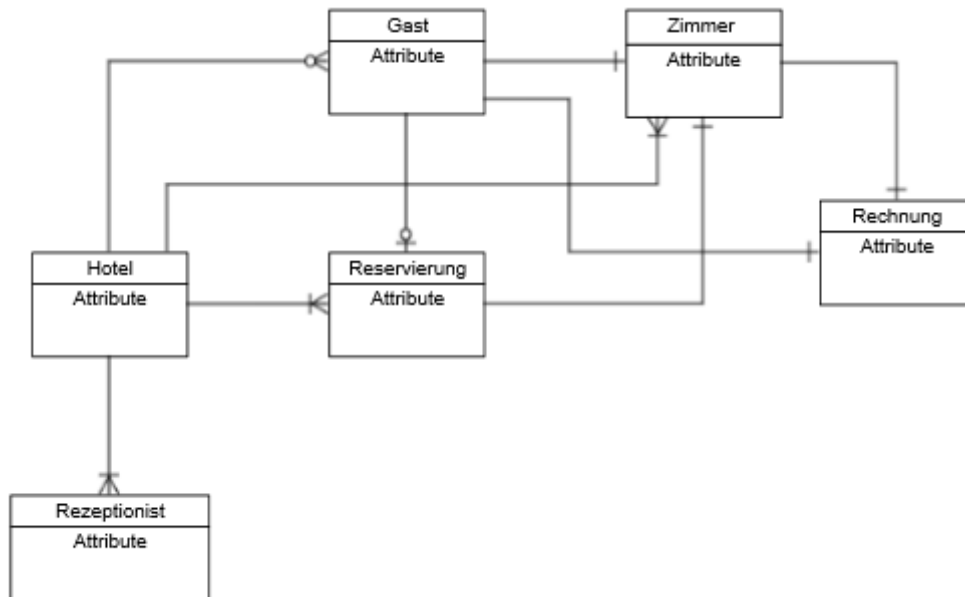 Gast
Attribute
Zimmer
Attribute
Rechnung
Attribute
Hotel
Attribute
Reservierung
Attribute
Rezeptionist
Attribute